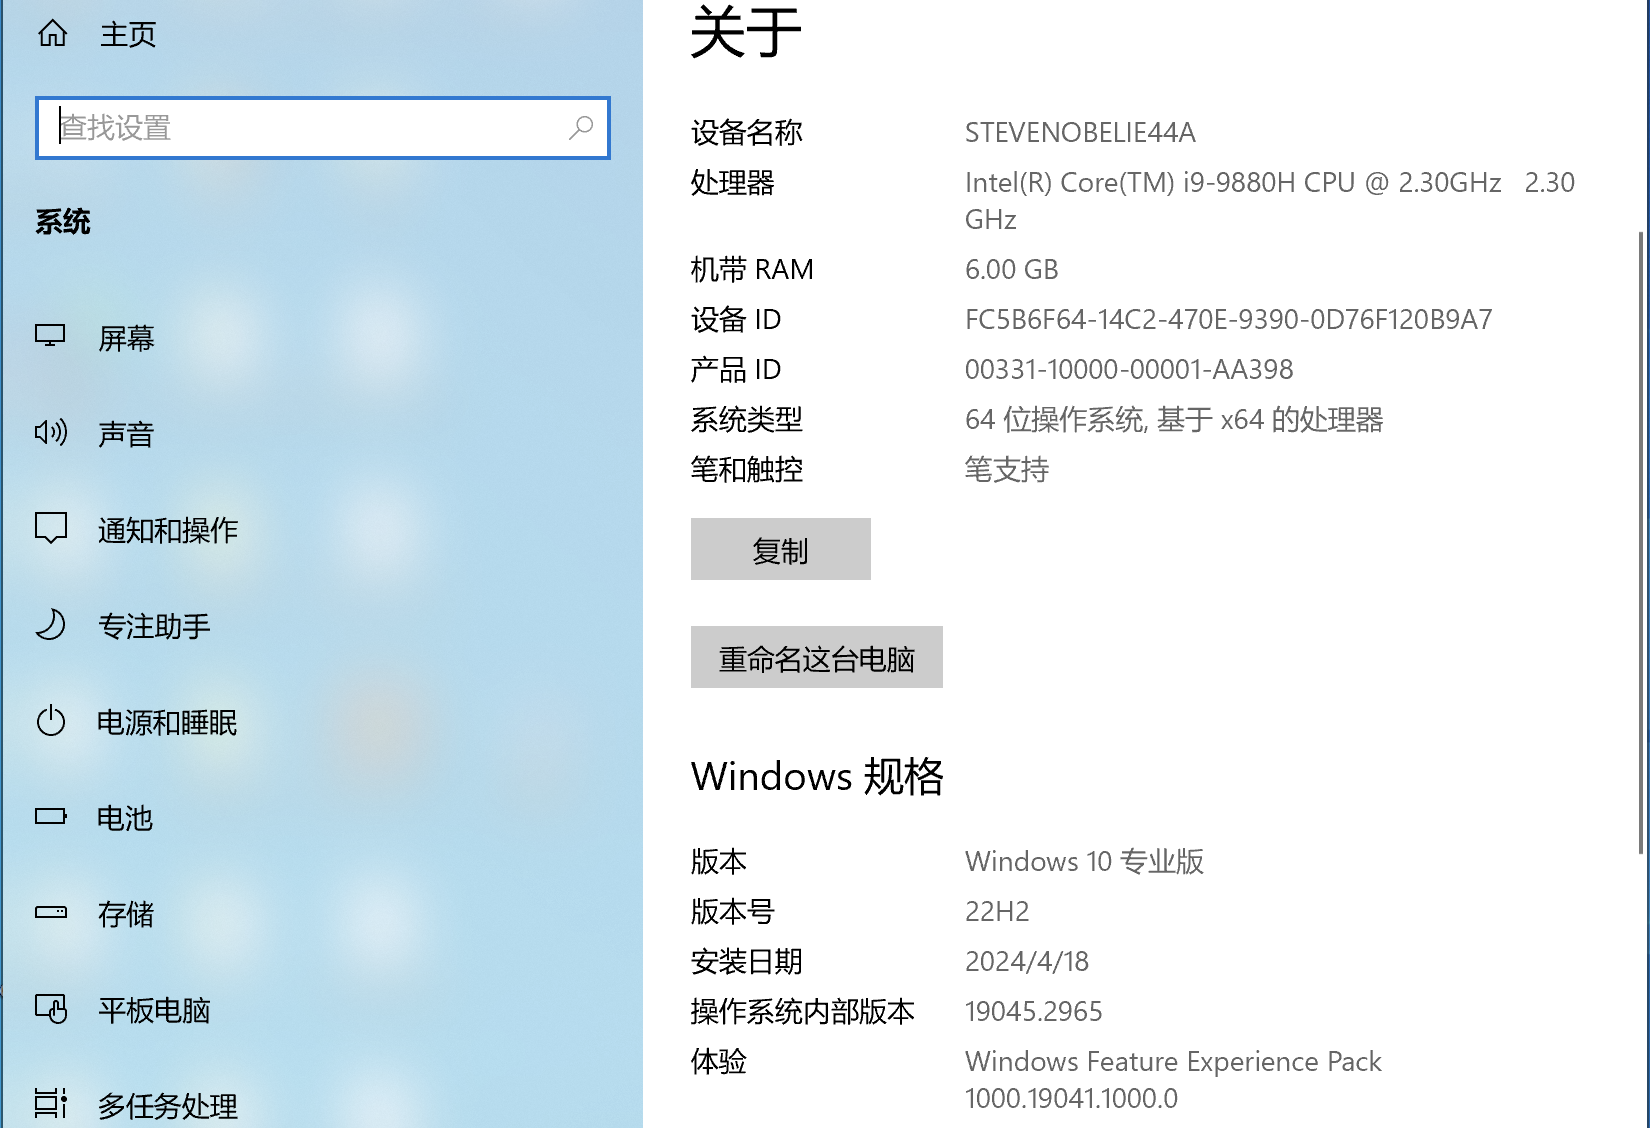 主页
查找设置
系统
屏幕
声音
通知和操作
专注助手
电源和睡眠
电池
存储
平板电脑
多任务处理
关于
设备名称 STEVENOBELIE44A
处理器 Intel(R) Core(TM) i9-9880H CPU @ 2.30GHz 2.30
GHz
机带 RAM 6.00 GB
设备 ID FC5B6F64-14C2-470E-9390-0D76F120B9A7
产品 ID 00331-10000-00001-AA398
系统类型 64 位操作系统, 基于 x64 的处理器
笔和触控 笔支持
复制
重命名这台电脑
Windows 规格
版本 Windows 10 专业版
版本号 22H2
安装日期 2024/4/18
操作系统内部版本 19045.2965
体验 Windows Feature Experience Pack
1000.19041.1000.0